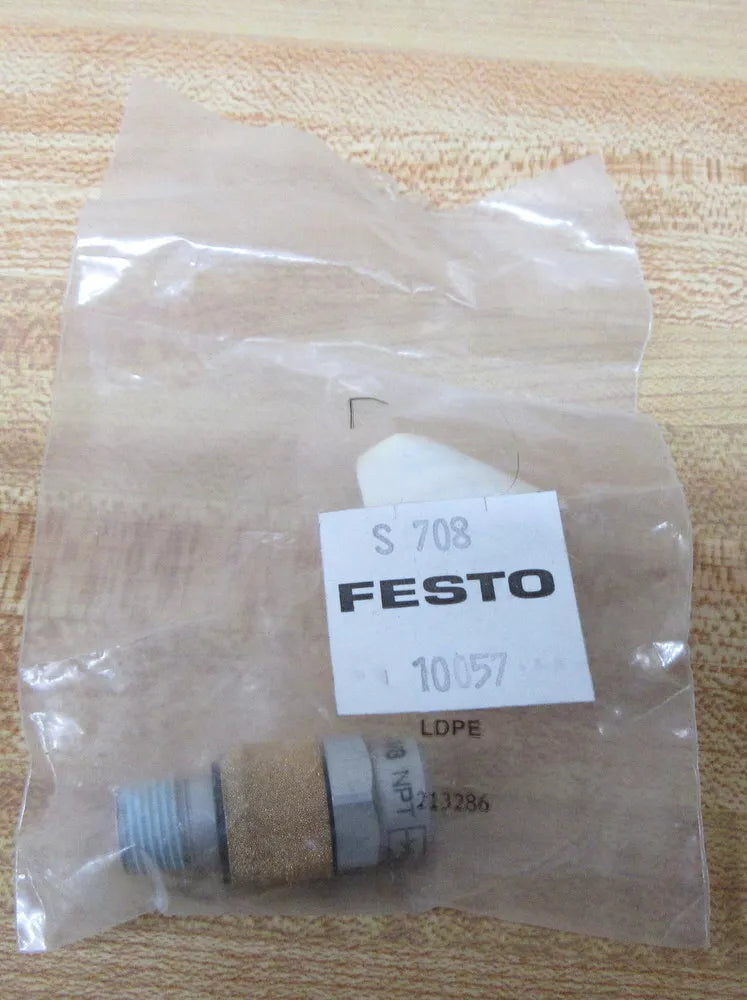 S 708
FESTO
10057
LDPE
NPT
213286